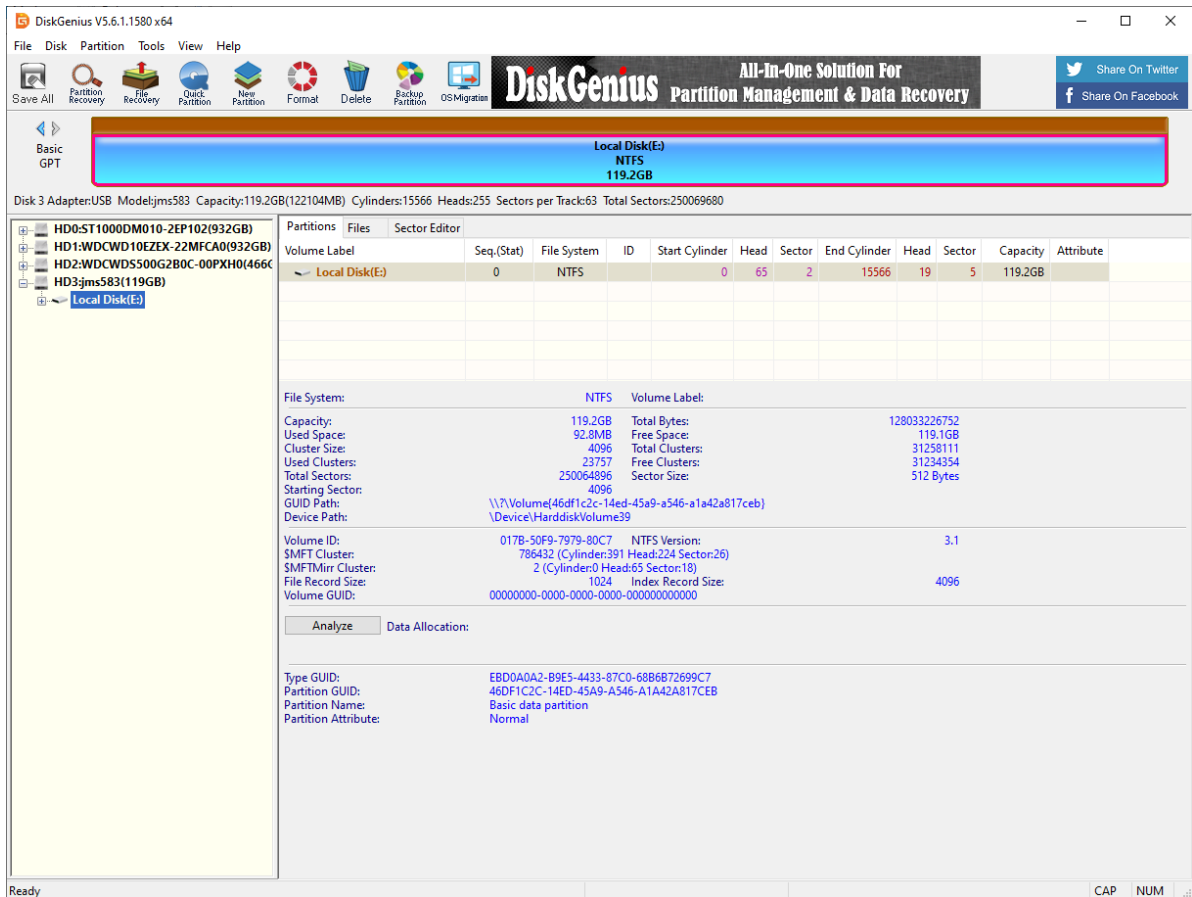 DiskGenius V5.6.1.1580 x64
File Disk Partition Tools View Help
Save All Partition Recovery File Recovery Quick Partition New Partition Format Delete Backup Partition OS Migration DiskGenius All-In-One Solution For Partition Management & Data Recovery Share On Twitter
Share On Facebook
Basic
GPT
Local Disk(E:)
NTFS
119.2GB
Disk 3 Adapter:USB Model:jms583 Capacity:119.2GB(122104MB) Cylinders:15566 Heads:255 Sectors per Track:63 Total Sectors:250069680
HD0:ST1000DM010-2EP102(932GB)
HD1:WDCWD10EZEX-22MFCA0(932GB)
HD2:WDCWDS500G2B0C-00PXH0(466G
HD3:jms583(119GB)
Local Disk(E:)
Partitions Files Sector Editor
Volume Label Seq.(Stat) File System ID Start Cylinder Head Sector End Cylinder Head Sector Capacity Attribute
Local Disk(E:) 0 NTFS 0 65 2 15566 19 5 119.2GB
File System: NTFS Volume Label:
Capacity: 119.2GB Total Bytes: 128033226752
Used Space: 92.8MB Free Space: 119.1GB
Cluster Size: 4096 Total Clusters: 31258111
Used Clusters: 23757 Free Clusters: 31234354
Total Sectors: 250064896 Sector Size: 512 Bytes
Starting Sector: 4096
GUID Path: \\?\Volume{46df1c2c-14ed-45a9-a546-a1a42a817ceb}
Device Path: \Device\HarddiskVolume39
Volume ID: 017B-50F9-7979-80C7 NTFS Version: 3.1
$MFT Cluster: 786432 (Cylinder:391 Head:224 Sector:26)
$MFTMirr Cluster: 2 (Cylinder:0 Head:65 Sector:18)
File Record Size: 1024 Index Record Size: 4096
Volume GUID: 00000000-0000-0000-0000-000000000000
Analyze Data Allocation:
Type GUID: EBD0A0A2-B9E5-4433-87C0-68B6B72699C7
Partition GUID: 46DF1C2C-14ED-45A9-A546-A1A42A817CEB
Partition Name: Basic data partition
Partition Attribute: Normal
Ready CAP NUM